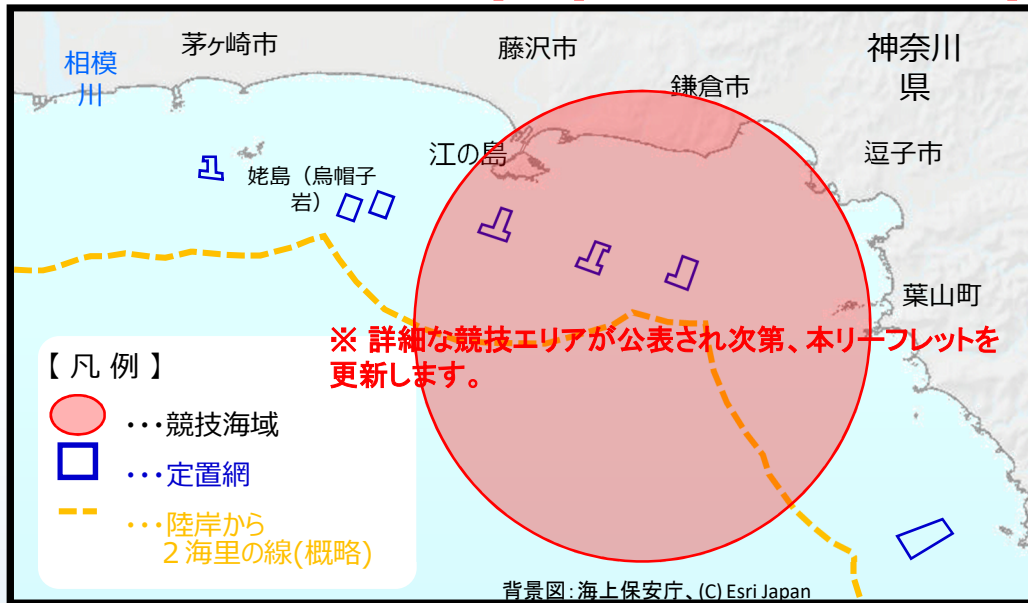 茅ヶ崎市
藤沢市
神奈川
県
相模
川
鎌倉市
江の島
逗子市
姥島（烏帽子
岩）
葉山町
※ 詳細な競技エリアが公表され次第、本リーフレットを
更新します。
【 凡 例 】
・・・競技海域
・・・定置網
・・・陸岸から
２海里の線(概略)
背景図：海上保安庁、(C) Esri Japan